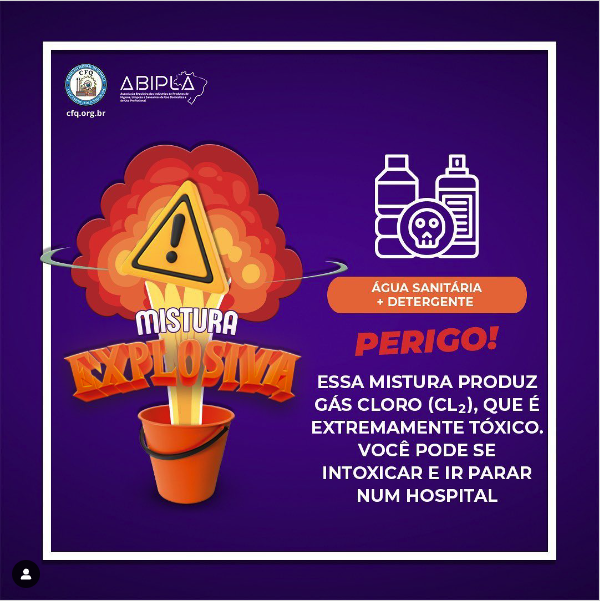 CFQ
cfq.org.br
ABIPLA
MISTURA
EXPLOSIVA
ÁGUA SANITÁRIA
+ DETERGENTE
PERIGO!
ESSA MISTURA PRODUZ
GÁS CLORO (CL₂), QUE É
EXTREMAMENTE TÓXICO.
VOCÊ PODE SE
INTOXICAR E IR PARAR
NUM HOSPITAL